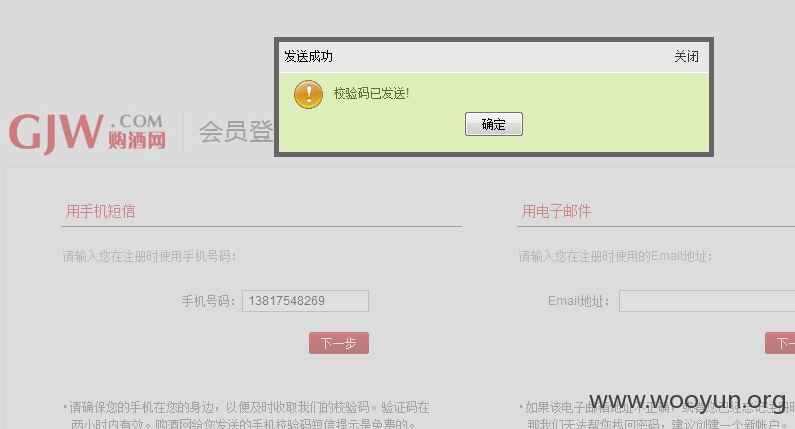 发送成功 关闭
校验码已发送!
确定
GJW.COM
购酒网
会员登
用手机短信
请输入您在注册时使用手机号码:
手机号码: 13817548269
下一步
·请确保您的手机在您的身边，以便及时收取我们的校验码。验证码在
两小时内有效。购酒网给您发送的手机校验码短信提示是免费的。
用电子邮件
请输入您在注册时使用的Email地址:
Email地址:
下一
·如果该电子邮箱地址不正确，或
那我们无法帮您找回密码，建议创建一个新帐户。
www.wooyun.org